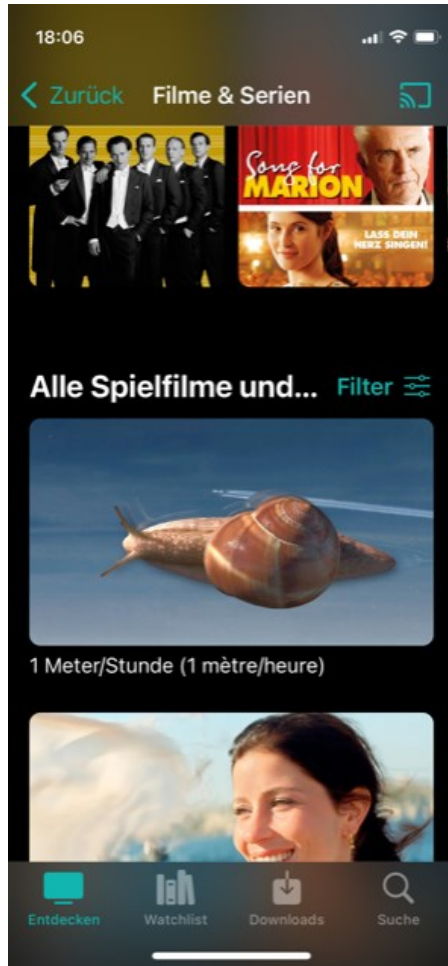 18:06
Zurück Filme & Serien
Song for
MARION
LASS DEIN
HERZ SINGEN!
Alle Spielfilme und... Filter
1 Meter/Stunde (1 mètre/heure)
Entdecken Watchlist Downloads Suche